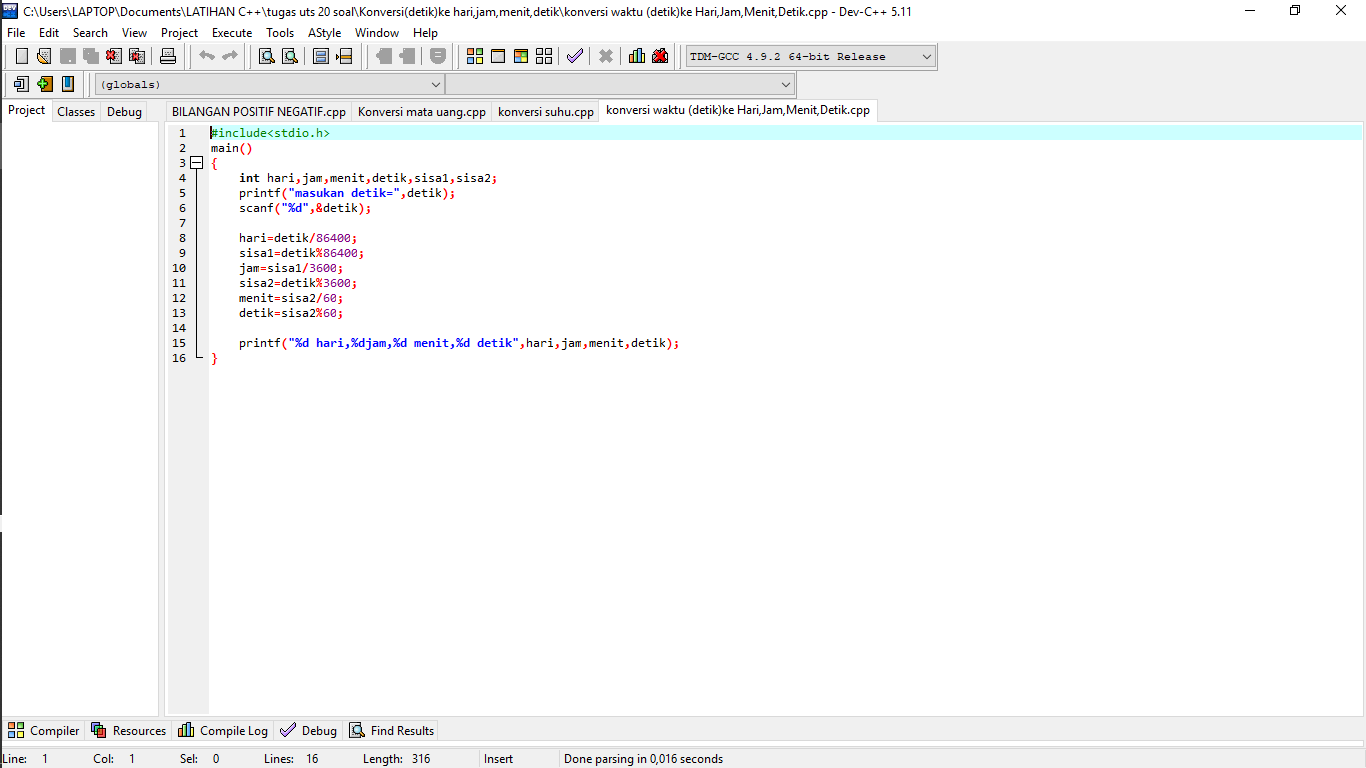 C:\Users\LAPTOP\Documents\LATIHAN C++\tugas uts 20 soal\Konversi(detik)ke hari,jam,menit,detik\konversi waktu (detik)ke Hari,Jam,Menit,Detik.cpp - Dev-C++ 5.11
File Edit Search View Project Execute Tools AStyle Window Help
TDM-GCC 4.9.2 64-bit Release
(globals)
Project Classes Debug
BILANGAN POSITIF NEGATIF.cpp Konversi mata uang.cpp konversi suhu.cpp konversi waktu (detik)ke Hari,Jam,Menit,Detik.cpp
1 #include<stdio.h>
2 main()
3 {
4 int hari,jam,menit,detik,sisa1,sisa2;
5 printf("masukan detik=",detik);
6 scanf("%d",&detik);
7
8 hari=detik/86400;
9 sisa1=detik%86400;
10 jam=sisa1/3600;
11 sisa2=detik%3600;
12 menit=sisa2/60;
13 detik=sisa2%60;
14
15 printf("%d hari,%djam,%d menit,%d detik",hari,jam,menit,detik);
16 }
Compiler Resources Compile Log Debug Find Results
Line: 1 Col: 1 Sel: 0 Lines: 16 Length: 316 Insert Done parsing in 0,016 seconds